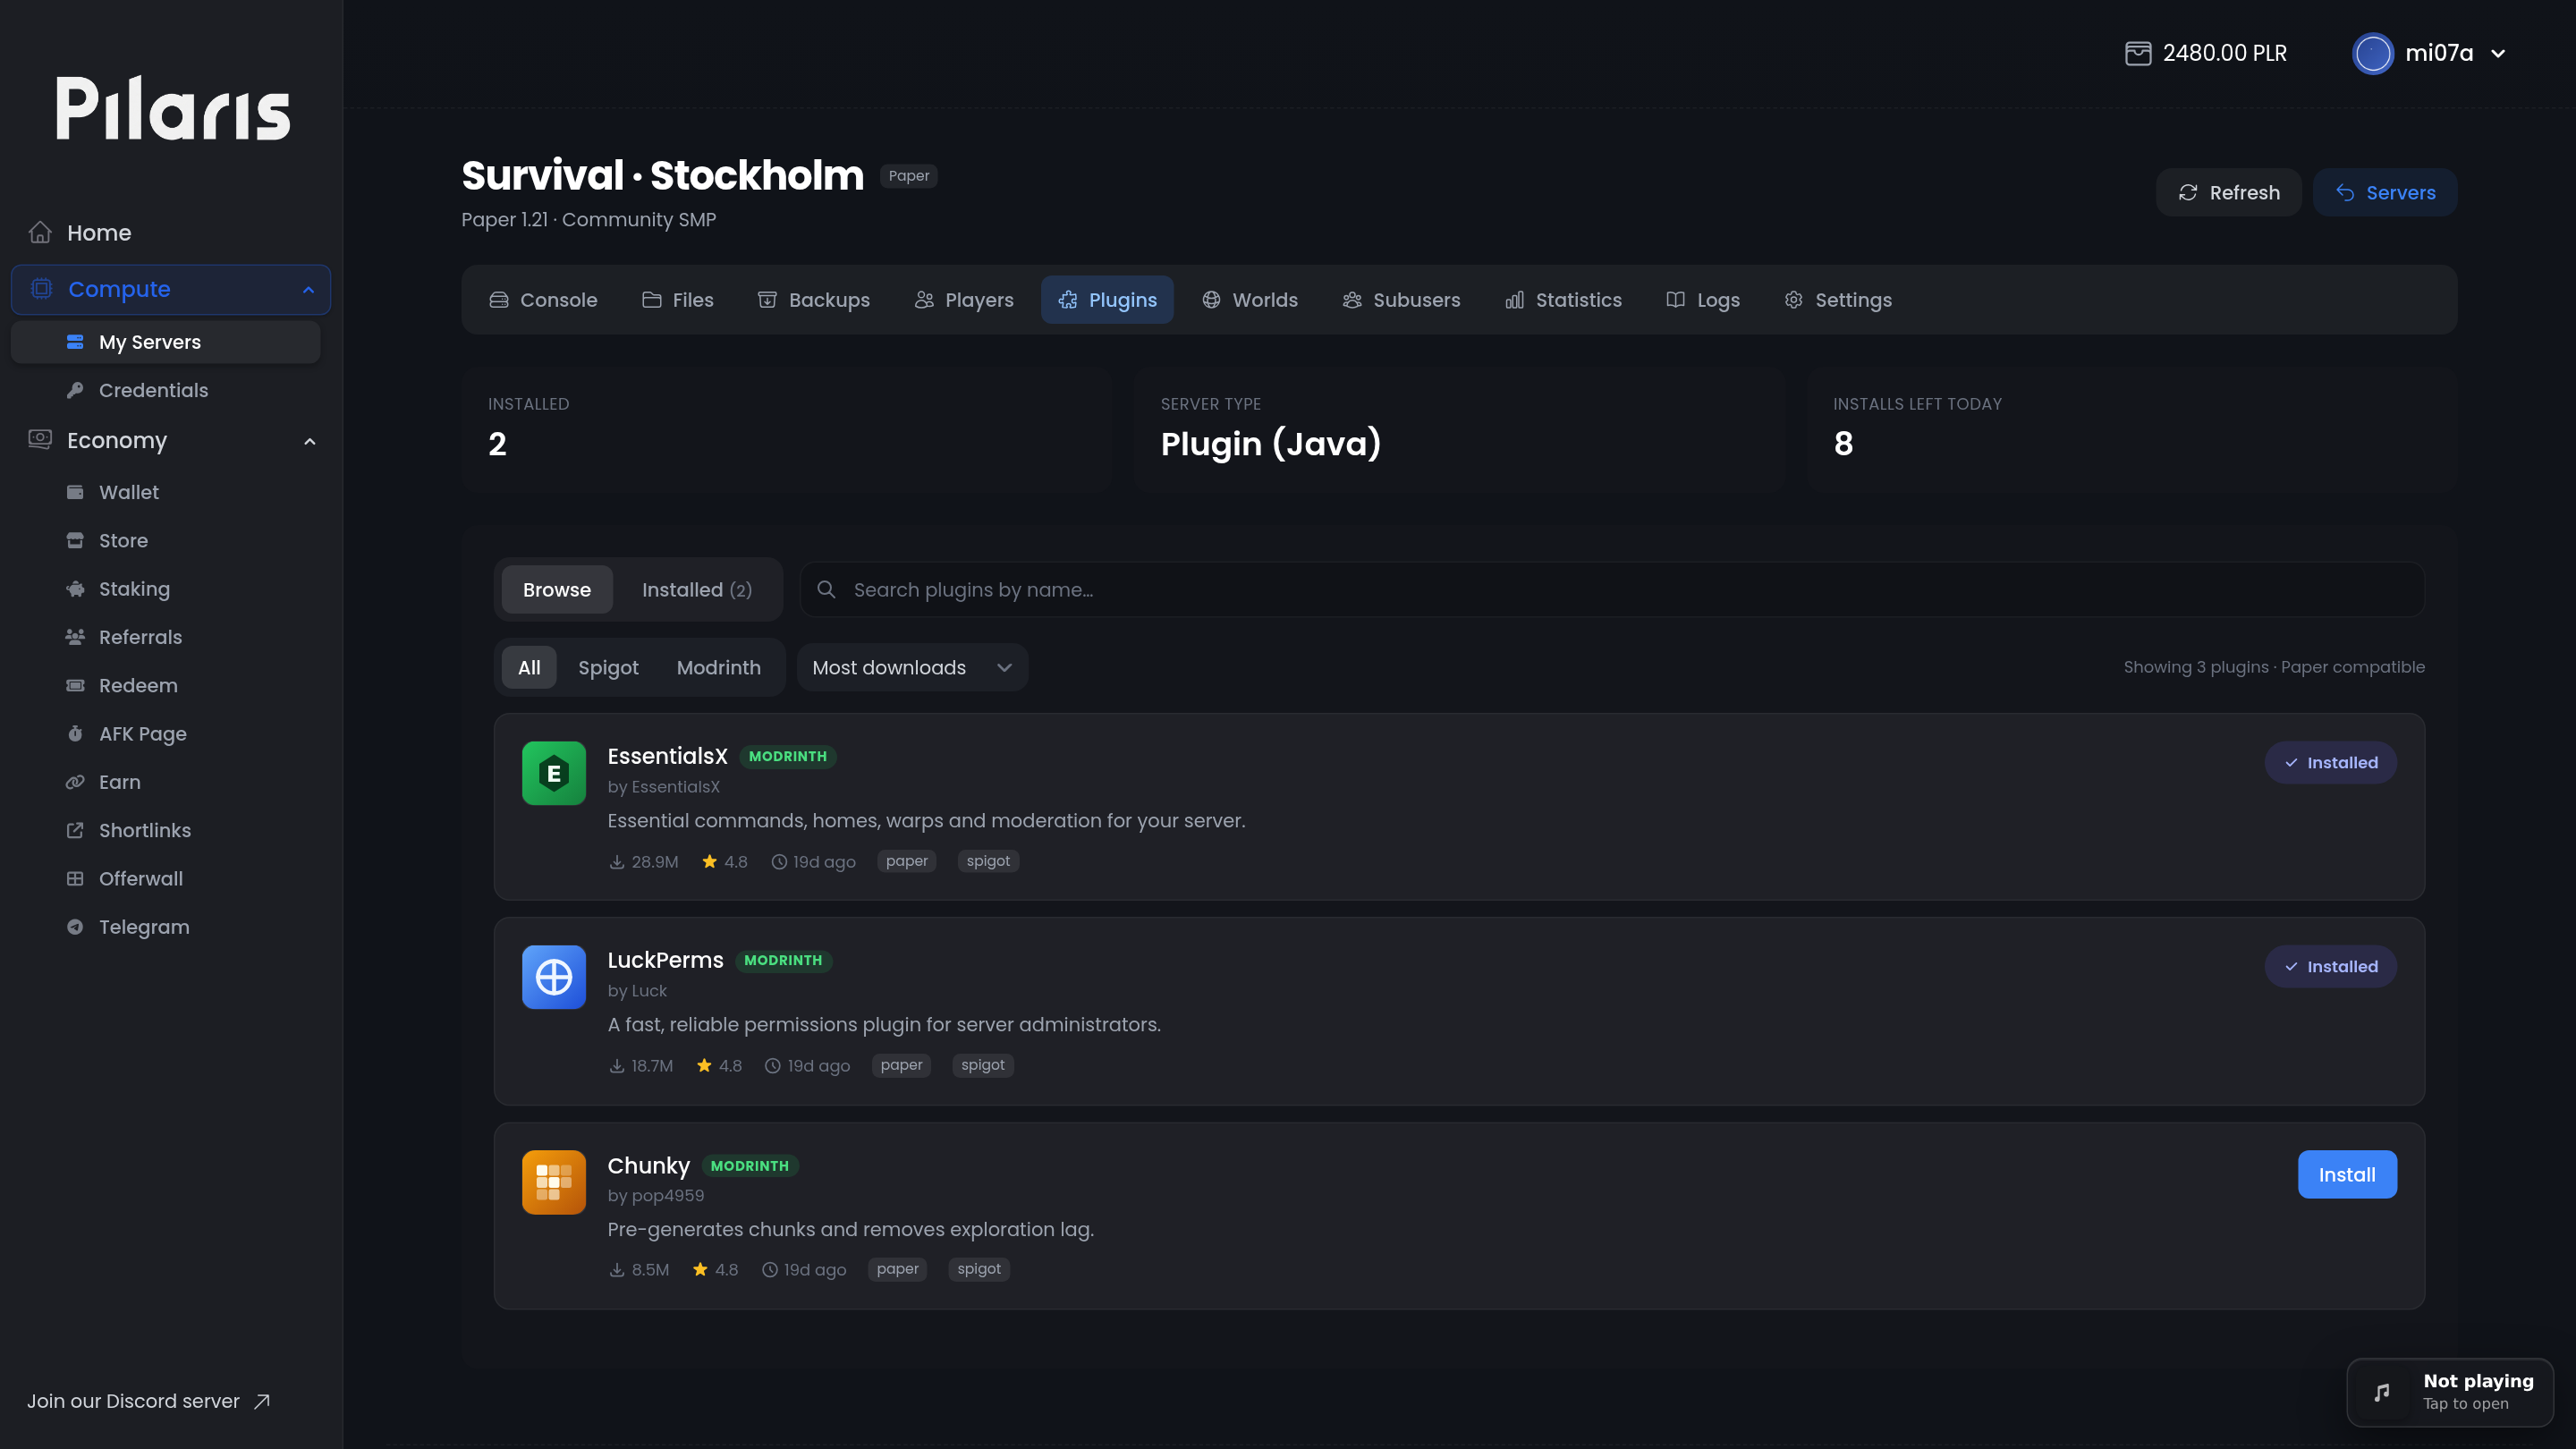 Pilaris
2480.00 PLR
mi07a
Home
Compute
My Servers
Credentials
Economy
Wallet
Store
Staking
Referrals
Redeem
AFK Page
Earn
Shortlinks
Offerwall
Telegram
Join our Discord server
Survival · Stockholm Paper
Paper 1.21 · Community SMP
Refresh Servers
Console Files Backups Players Plugins Worlds Subusers Statistics Logs Settings
INSTALLED
2
SERVER TYPE
Plugin (Java)
INSTALLS LEFT TODAY
8
Browse Installed (2) Search plugins by name...
All Spigot Modrinth Most downloads Showing 3 plugins · Paper compatible
E
EssentialsX MODRINTH
by EssentialsX
Essential commands, homes, warps and moderation for your server.
28.9M 4.8 19d ago paper spigot
Installed
LuckPerms MODRINTH
by Luck
A fast, reliable permissions plugin for server administrators.
18.7M 4.8 19d ago paper spigot
Installed
Chunky MODRINTH
by pop4959
Pre-generates chunks and removes exploration lag.
8.5M 4.8 19d ago paper spigot
Install
Not playing
Tap to open